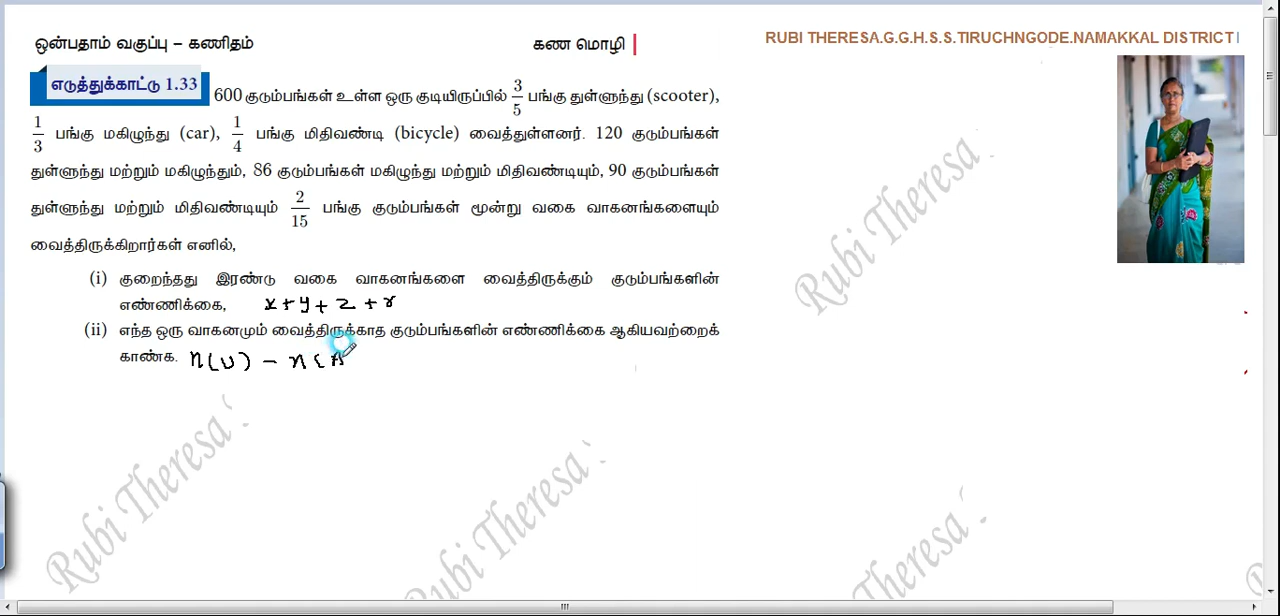 ஒன்பதாம் வகுப்பு – கணிதம்
கண மொழி
RUBI THERESA.G.G.H.S.S.TIRUCHNGODE.NAMAKKAL DISTRICT
எடுத்துக்காட்டு 1.33
600 குடும்பங்கள் உள்ள ஒரு குடியிருப்பில் 3/5 பங்கு துள்ளுந்து (scooter),
1/3 பங்கு மகிழுந்து (car), 1/4 பங்கு மிதிவண்டி (bicycle) வைத்துள்ளனர். 120 குடும்பங்கள்
துள்ளுந்து மற்றும் மகிழுந்தும், 86 குடும்பங்கள் மகிழுந்து மற்றும் மிதிவண்டியும், 90 குடும்பங்கள்
துள்ளுந்து மற்றும் மிதிவண்டியும் 2/15 பங்கு குடும்பங்கள் மூன்று வகை வாகனங்களையும்
வைத்திருக்கிறார்கள் எனில்,
(i) குறைந்தது இரண்டு வகை வாகனங்களை வைத்திருக்கும் குடும்பங்களின்
எண்ணிக்கை, x + y + z + r
(ii) எந்த ஒரு வாகனமும் வைத்திருக்காத குடும்பங்களின் எண்ணிக்கை ஆகியவற்றைக்
காண்க. n(U) – n(A
Rubi Theresa
Rubi Theresa
Rubi Theresa
Rubi Theresa
Rubi Theresa